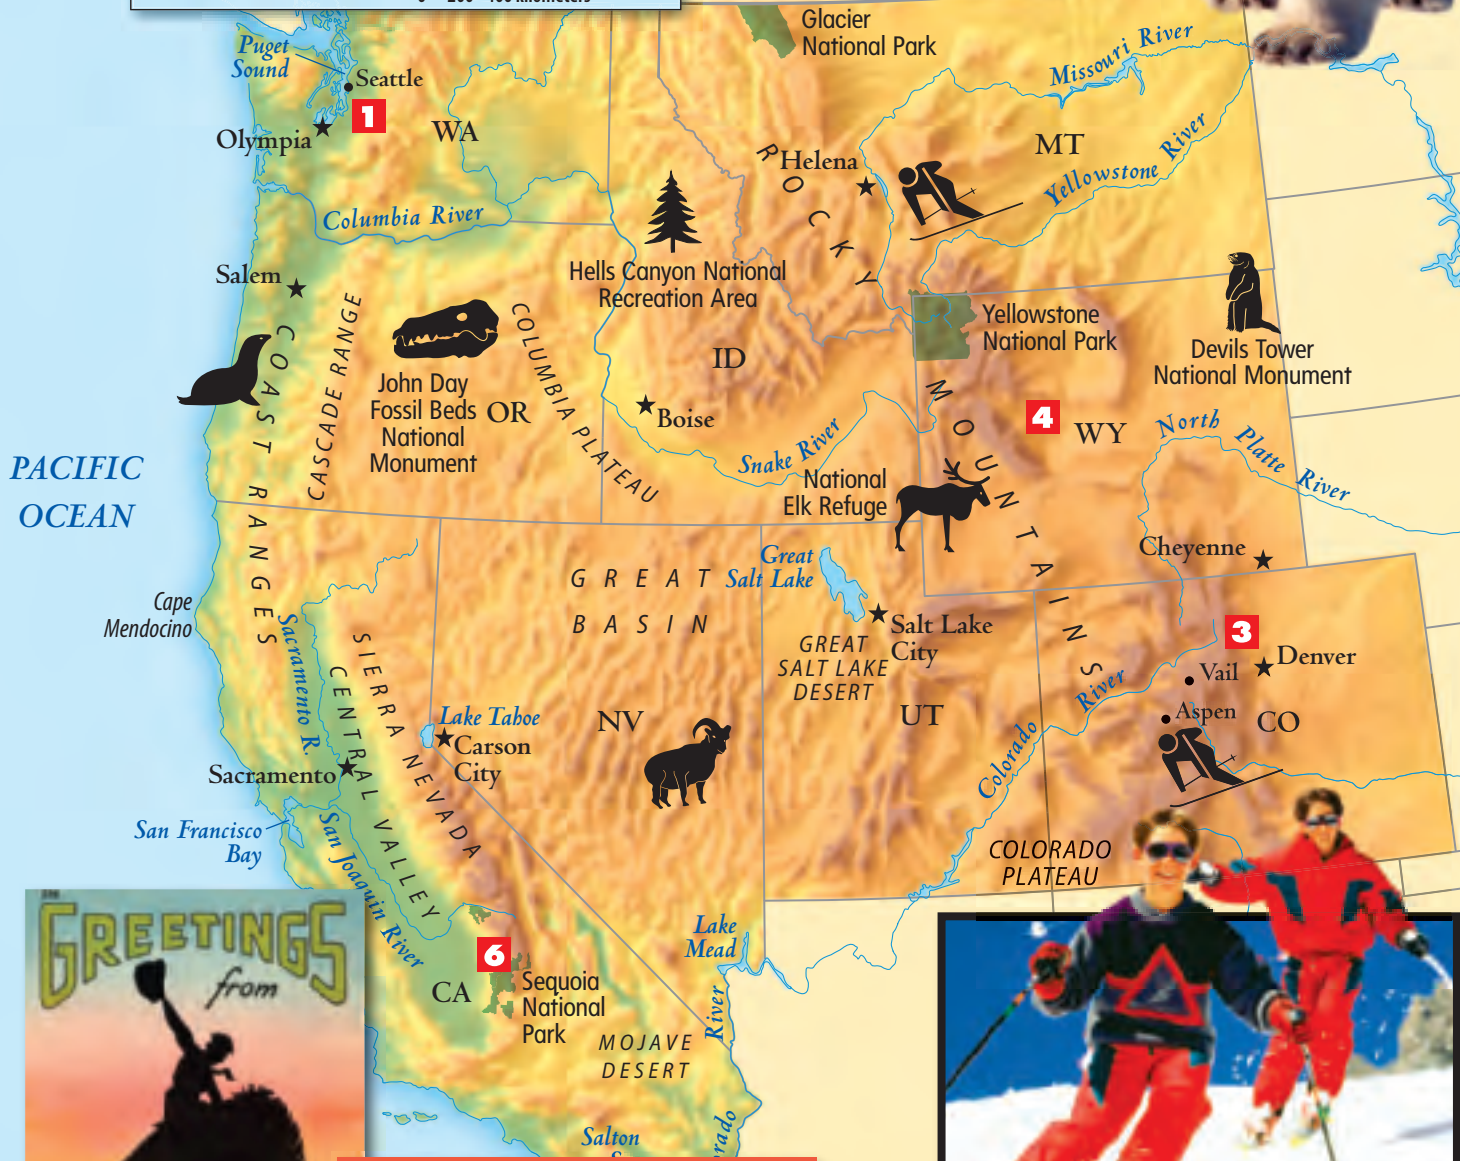 0 200 400 kilometers
Glacier
National Park
Puget
Sound
Seattle
1
Olympia
WA
Missouri River
MT
Helena
Yellowstone River
ROCKY
Columbia River
Salem
Hells Canyon National
Recreation Area
Yellowstone
National Park
Devils Tower
National Monument
COAST RANGES
CASCADE RANGE
John Day
Fossil Beds
National
Monument
OR
COLUMBIA PLATEAU
ID
Boise
Snake River
MOUNTAINS
4
WY
North Platte River
National
Elk Refuge
PACIFIC
OCEAN
Cheyenne
Great
Salt Lake
GREAT
BASIN
Cape
Mendocino
Salt Lake
City
GREAT
SALT LAKE
DESERT
3
Denver
Vail
Aspen
CO
Colorado River
UT
NV
Sacramento R.
CENTRAL VALLEY
SIERRA NEVADA
Lake Tahoe
Carson
City
Sacramento
San Francisco
Bay
San Joaquin River
COLORADO
PLATEAU
Lake
Mead
River
6
CA
Sequoia
National
Park
MOJAVE
DESERT
Salton
GREETINGS
from